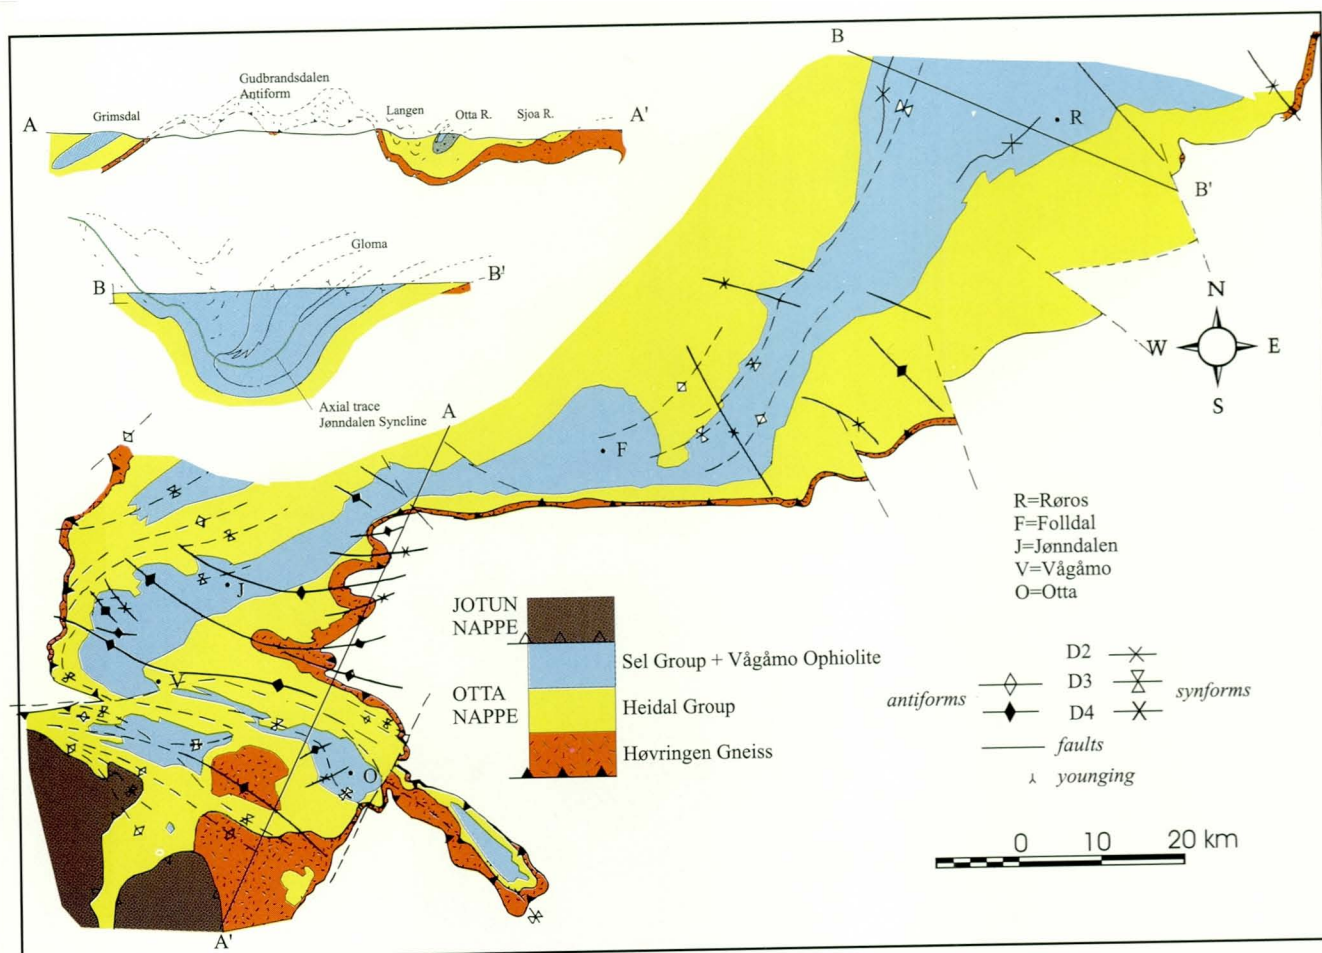 Gudbrandsdalen
Antiform
A
Grimsdal
Langen
Otta R.
Sjoa R.
A'
Gloma
B
B'
Axial trace
Jønndalen Syncline
B
R
B'
N
W
E
S
A
F
J
V
O
A'
R=Røros
F=Folldal
J=Jønndalen
V=Vågåmo
O=Otta
JOTUN
NAPPE
Sel Group + Vågåmo Ophiolite
OTTA
NAPPE
Heidal Group
Høvringen Gneiss
D2
antiforms
D3
synforms
D4
faults
younging
0 10 20 km